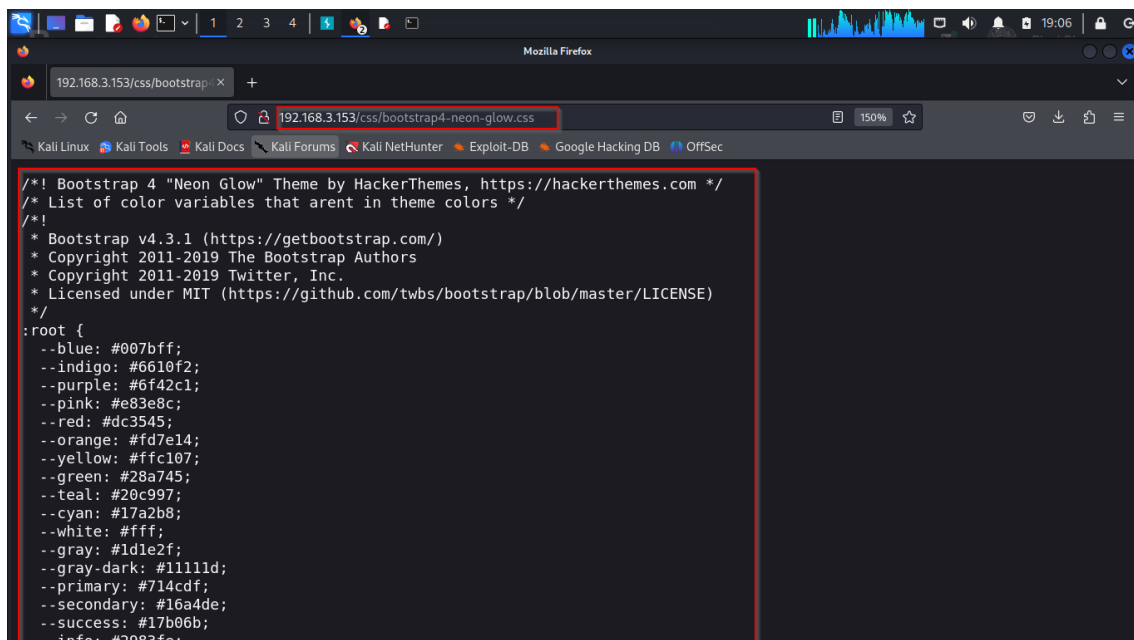 1 2 3 4
19:06
Mozilla Firefox
192.168.3.153/css/bootstrap4
192.168.3.153/css/bootstrap4-neon-glow.css
150%
Kali Linux Kali Tools Kali Docs Kali Forums Kali NetHunter Exploit-DB Google Hacking DB OffSec
/*! Bootstrap 4 "Neon Glow" Theme by HackerThemes, https://hackerthemes.com */
/* List of color variables that arent in theme colors */
/*!
* Bootstrap v4.3.1 (https://getbootstrap.com/)
* Copyright 2011-2019 The Bootstrap Authors
* Copyright 2011-2019 Twitter, Inc.
* Licensed under MIT (https://github.com/twbs/bootstrap/blob/master/LICENSE)
*/
:root {
--blue: #007bff;
--indigo: #6610f2;
--purple: #6f42c1;
--pink: #e83e8c;
--red: #dc3545;
--orange: #fd7e14;
--yellow: #ffc107;
--green: #28a745;
--teal: #20c997;
--cyan: #17a2b8;
--white: #fff;
--gray: #1d1e2f;
--gray-dark: #11111d;
--primary: #714cdf;
--secondary: #16a4de;
--success: #17b06b;
--info: #2983fe;